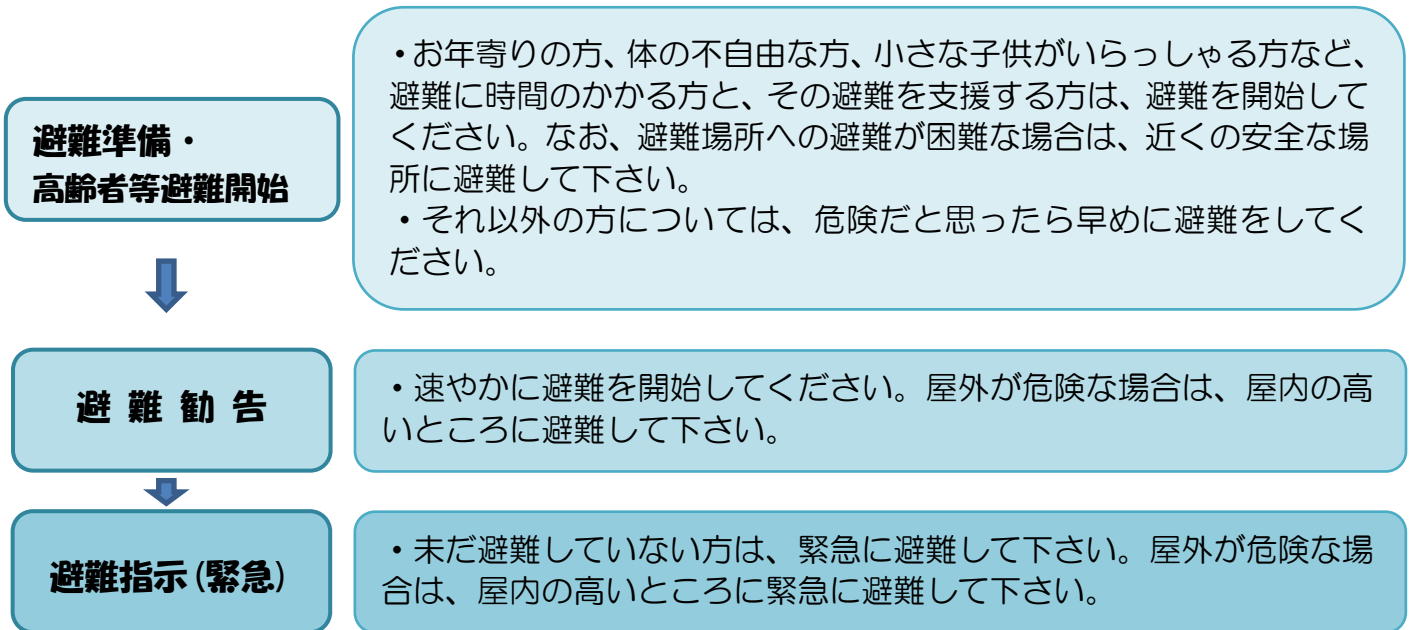 避難準備・
高齢者等避難開始
・お年寄りの方、体の不自由な方、小さな子供がいらっしゃる方など、
避難に時間のかかる方と、その避難を支援する方は、避難を開始して
ください。なお、避難場所への避難が困難な場合は、近くの安全な場
所に避難して下さい。
・それ以外の方については、危険だと思ったら早めに避難をしてく
ださい。
避 難 勧 告
・速やかに避難を開始してください。屋外が危険な場合は、屋内の高
いところに避難して下さい。
避難指示(緊急)
・未だ避難していない方は、緊急に避難して下さい。屋外が危険な場
合は、屋内の高いところに緊急に避難して下さい。